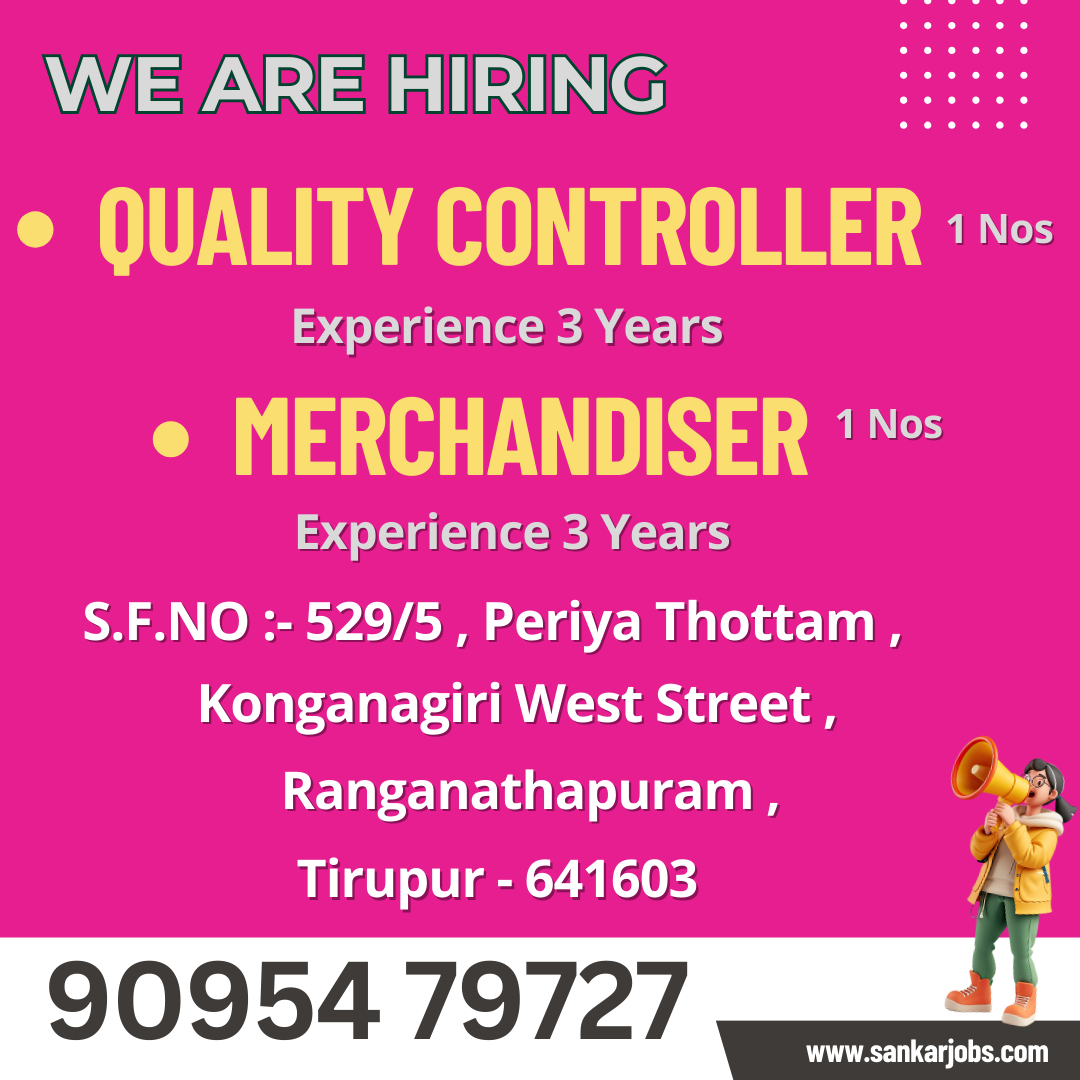 WE ARE HIRING
• QUALITY CONTROLLER 1 Nos
Experience 3 Years
• MERCHANDISER 1 Nos
Experience 3 Years
S.F.NO :- 529/5 , Periya Thottam ,
Konganagiri West Street ,
Ranganathapuram ,
Tirupur - 641603
90954 79727
www.sankarjobs.com